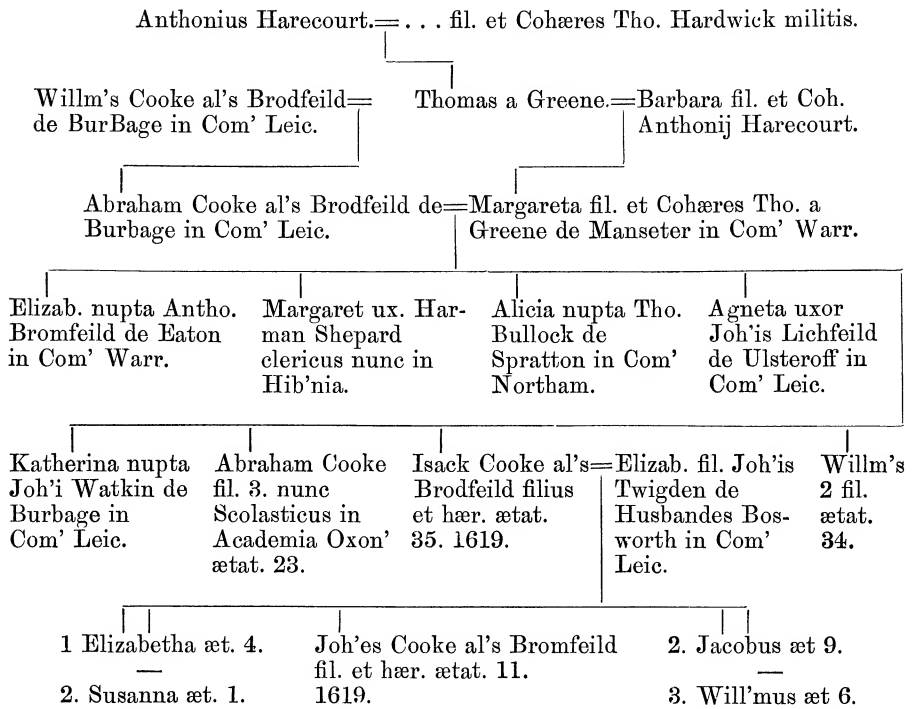 Anthonius Harecourt.=... fil. et Cohæres Tho. Hardwick militis.
Willm's Cooke al's Brodfeild=
de BurBage in Com' Leic.
Thomas a Greene.=Barbara fil. et Coh.
Anthonij Harecourt.
Abraham Cooke al's Brodfeild de=Margareta fil. et Cohæres Tho. a
Burbage in Com' Leic.
Greene de Manseter in Com' Warr.
Elizab. nupta Antho.
Bromfeild de Eaton
in Com' Warr.
Margaret ux. Har-
man Shepard
clericus nunc in
Hib'nia.
Alicia nupta Tho.
Bullock de
Spratton in Com'
Northam.
Agneta uxor
Joh'is Lichfeild
de Ulsteroff in
Com' Leic.
Katherina nupta
Joh'i Watkin de
Burbage in
Com' Leic.
Abraham Cooke
fil. 3. nunc
Scolasticus in
Academia Oxon'
ætat. 23.
Isack Cooke al's=
Brodfeild filius
et hær. ætat.
35. 1619.
Elizab. fil. Joh'is
Twigden de
Husbandes Bos-
worth in Com'
Leic.
Willm's
2 fil.
ætat.
34.
1 Elizabetha æt. 4.
—
2. Susanna æt. 1.
Joh'es Cooke al's Bromfeild
fil. et hær. ætat. 11.
1619.
2. Jacobus æt 9.
—
3. Will'mus æt 6.